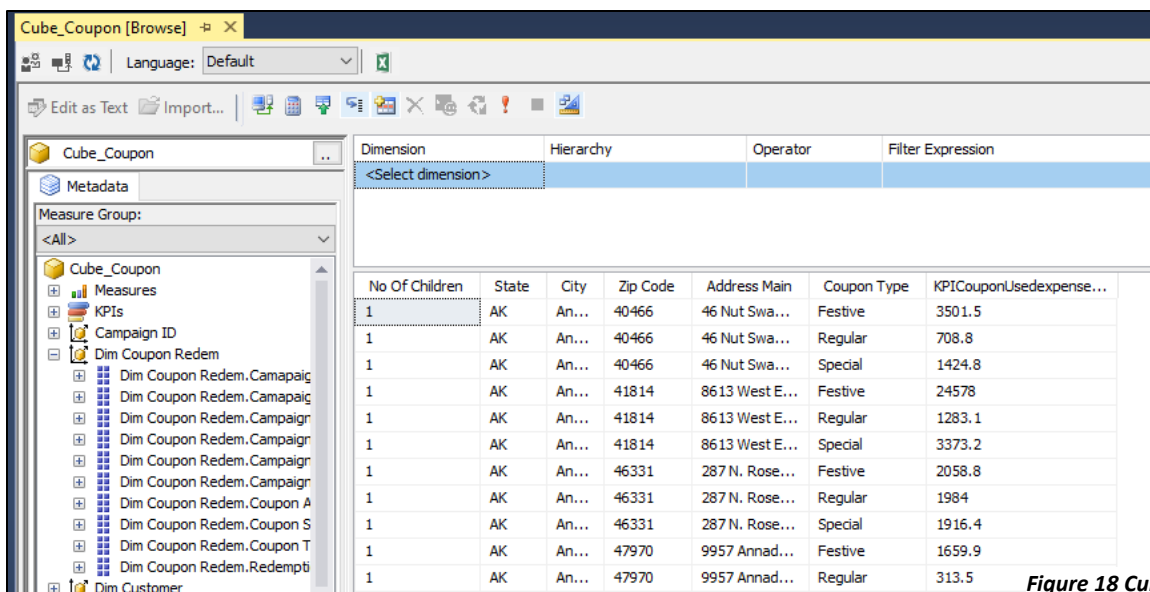 Cube_Coupon [Browse]
Language: Default
Edit as Text Import...
Cube_Coupon ..
Metadata
Measure Group:
<All>
Cube_Coupon
Measures
KPIs
Campaign ID
Dim Coupon Redem
Dim Coupon Redem.Camapaig
Dim Coupon Redem.Camapaig
Dim Coupon Redem.Campaign
Dim Coupon Redem.Campaign
Dim Coupon Redem.Campaign
Dim Coupon Redem.Campaign
Dim Coupon Redem.Coupon A
Dim Coupon Redem.Coupon S
Dim Coupon Redem.Coupon T
Dim Coupon Redem.Redempti
Dim Customer
Dimension Hierarchy Operator Filter Expression
<Select dimension>
No Of Children State City Zip Code Address Main Coupon Type KPICouponUsedexpense...
1 AK An... 40466 46 Nut Swa... Festive 3501.5
1 AK An... 40466 46 Nut Swa... Regular 708.8
1 AK An... 40466 46 Nut Swa... Special 1424.8
1 AK An... 41814 8613 West E... Festive 24578
1 AK An... 41814 8613 West E... Regular 1283.1
1 AK An... 41814 8613 West E... Special 3373.2
1 AK An... 46331 287 N. Rose... Festive 2058.8
1 AK An... 46331 287 N. Rose... Regular 1984
1 AK An... 46331 287 N. Rose... Special 1916.4
1 AK An... 47970 9957 Annad... Festive 1659.9
1 AK An... 47970 9957 Annad... Regular 313.5
Figure 18 Cu